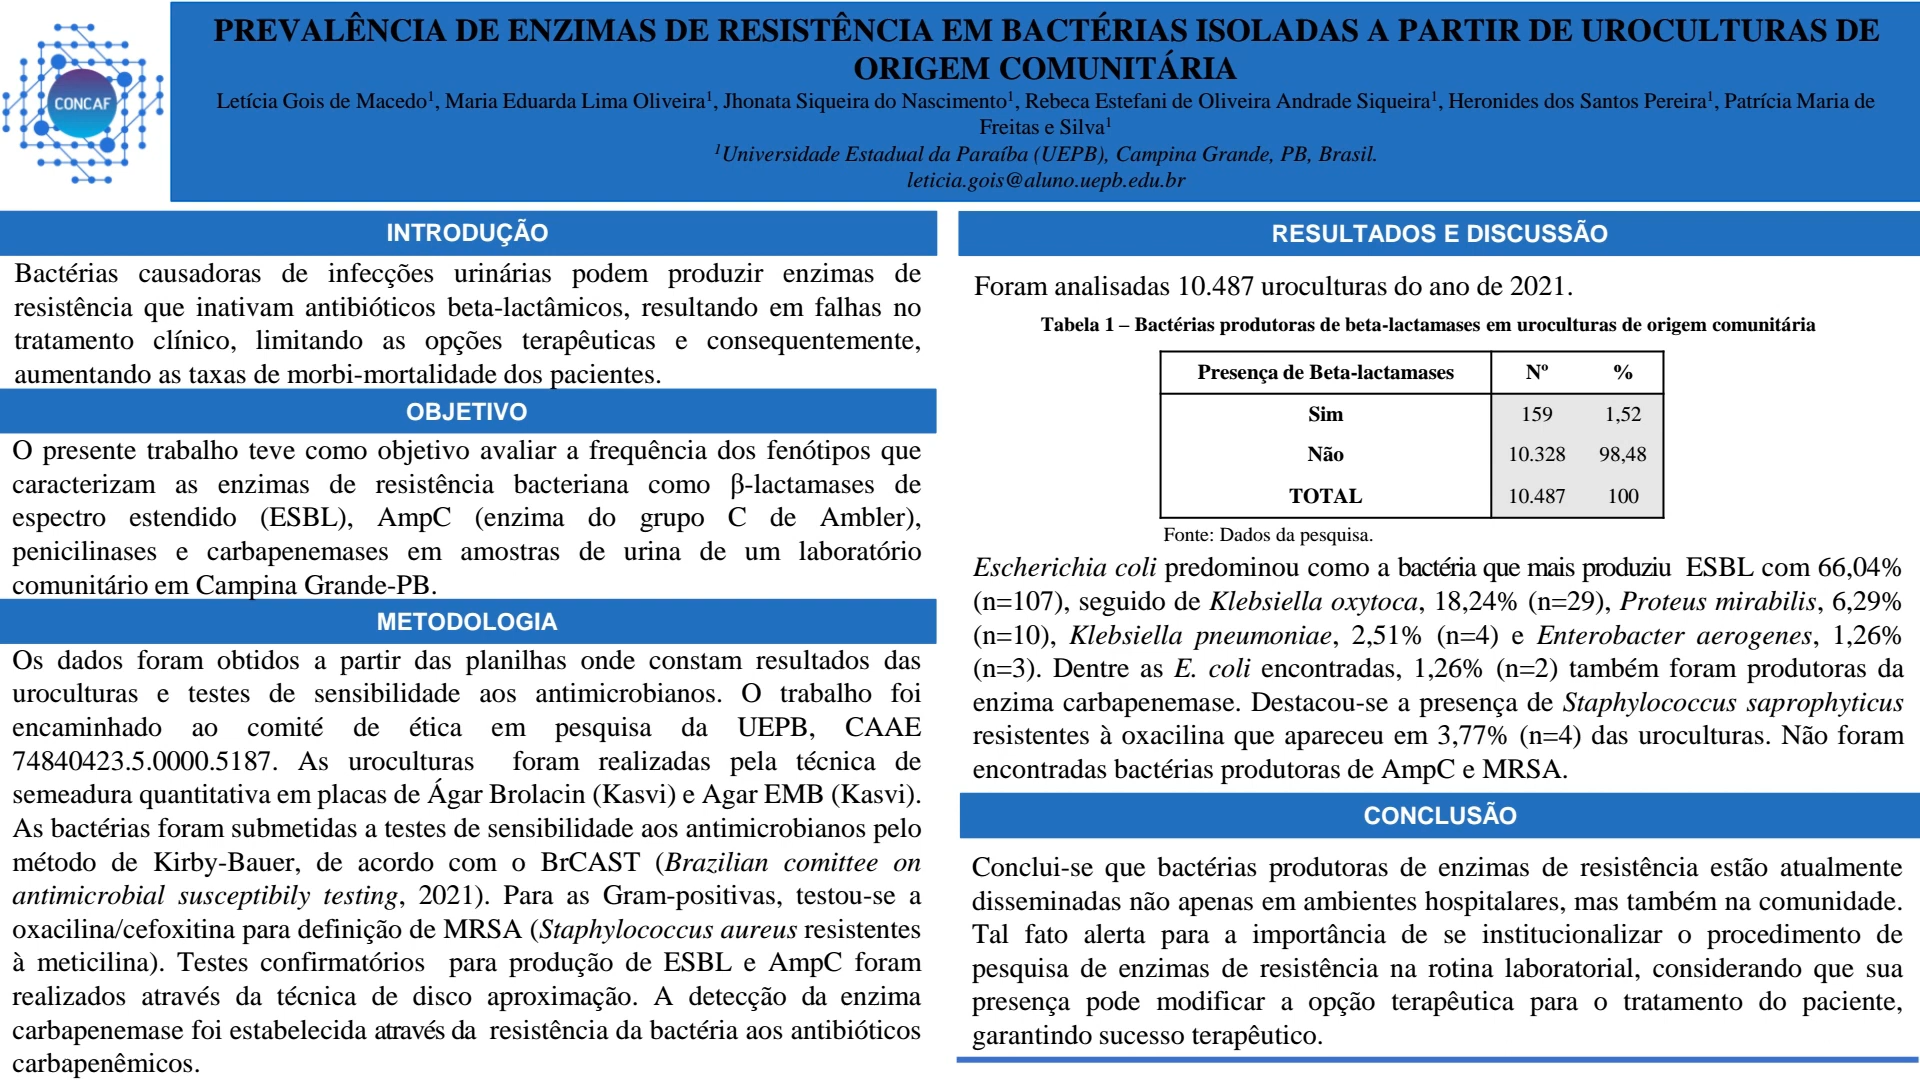 CONCAF
PREVALÊNCIA DE ENZIMAS DE RESISTÊNCIA EM BACTÉRIAS ISOLADAS A PARTIR DE UROCULTURAS DE
ORIGEM COMUNITÁRIA
Letícia Gois de Macedo¹, Maria Eduarda Lima Oliveira¹, Jhonata Siqueira do Nascimento¹, Rebeca Estefani de Oliveira Andrade Siqueira¹, Heronides dos Santos Pereira¹, Patrícia Maria de
Freitas e Silva¹
¹Universidade Estadual da Paraíba (UEPB), Campina Grande, PB, Brasil.
leticia.gois@aluno.uepb.edu.br
INTRODUÇÃO
Bactérias causadoras de infecções urinárias podem produzir enzimas de
resistência que inativam antibióticos beta-lactâmicos, resultando em falhas no
tratamento clínico, limitando as opções terapêuticas e consequentemente,
aumentando as taxas de morbi-mortalidade dos pacientes.
OBJETIVO
O presente trabalho teve como objetivo avaliar a frequência dos fenótipos que
caracterizam as enzimas de resistência bacteriana como β-lactamases de
espectro estendido (ESBL), AmpC (enzima do grupo C de Ambler),
penicilinases e carbapenemases em amostras de urina de um laboratório
comunitário em Campina Grande-PB.
METODOLOGIA
Os dados foram obtidos a partir das planilhas onde constam resultados das
uroculturas e testes de sensibilidade aos antimicrobianos. O trabalho foi
encaminhado ao comité de ética em pesquisa da UEPB, CAAE
74840423.5.0000.5187. As uroculturas foram realizadas pela técnica de
semeadura quantitativa em placas de Ágar Brolacin (Kasvi) e Agar EMB (Kasvi).
As bactérias foram submetidas a testes de sensibilidade aos antimicrobianos pelo
método de Kirby-Bauer, de acordo com o BrCAST (Brazilian comittee on
antimicrobial susceptibily testing, 2021). Para as Gram-positivas, testou-se a
oxacilina/cefoxitina para definição de MRSA (Staphylococcus aureus resistentes
à meticilina). Testes confirmatórios para produção de ESBL e AmpC foram
realizados através da técnica de disco aproximação. A detecção da enzima
carbapenemase foi estabelecida através da resistência da bactéria aos antibióticos
carbapenêmicos.
RESULTADOS E DISCUSSÃO
Foram analisadas 10.487 uroculturas do ano de 2021.
Tabela 1 – Bactérias produtoras de beta-lactamases em uroculturas de origem comunitária
Presença de Beta-lactamases Nº %
Sim 159 1,52
Não 10.328 98,48
TOTAL 10.487 100
Fonte: Dados da pesquisa.
Escherichia coli predominou como a bactéria que mais produziu ESBL com 66,04%
(n=107), seguido de Klebsiella oxytoca, 18,24% (n=29), Proteus mirabilis, 6,29%
(n=10), Klebsiella pneumoniae, 2,51% (n=4) e Enterobacter aerogenes, 1,26%
(n=3). Dentre as E. coli encontradas, 1,26% (n=2) também foram produtoras da
enzima carbapenemase. Destacou-se a presença de Staphylococcus saprophyticus
resistentes à oxacilina que apareceu em 3,77% (n=4) das uroculturas. Não foram
encontradas bactérias produtoras de AmpC e MRSA.
CONCLUSÃO
Conclui-se que bactérias produtoras de enzimas de resistência estão atualmente
disseminadas não apenas em ambientes hospitalares, mas também na comunidade.
Tal fato alerta para a importância de se institucionalizar o procedimento de
pesquisa de enzimas de resistência na rotina laboratorial, considerando que sua
presença pode modificar a opção terapêutica para o tratamento do paciente,
garantindo sucesso terapêutico.